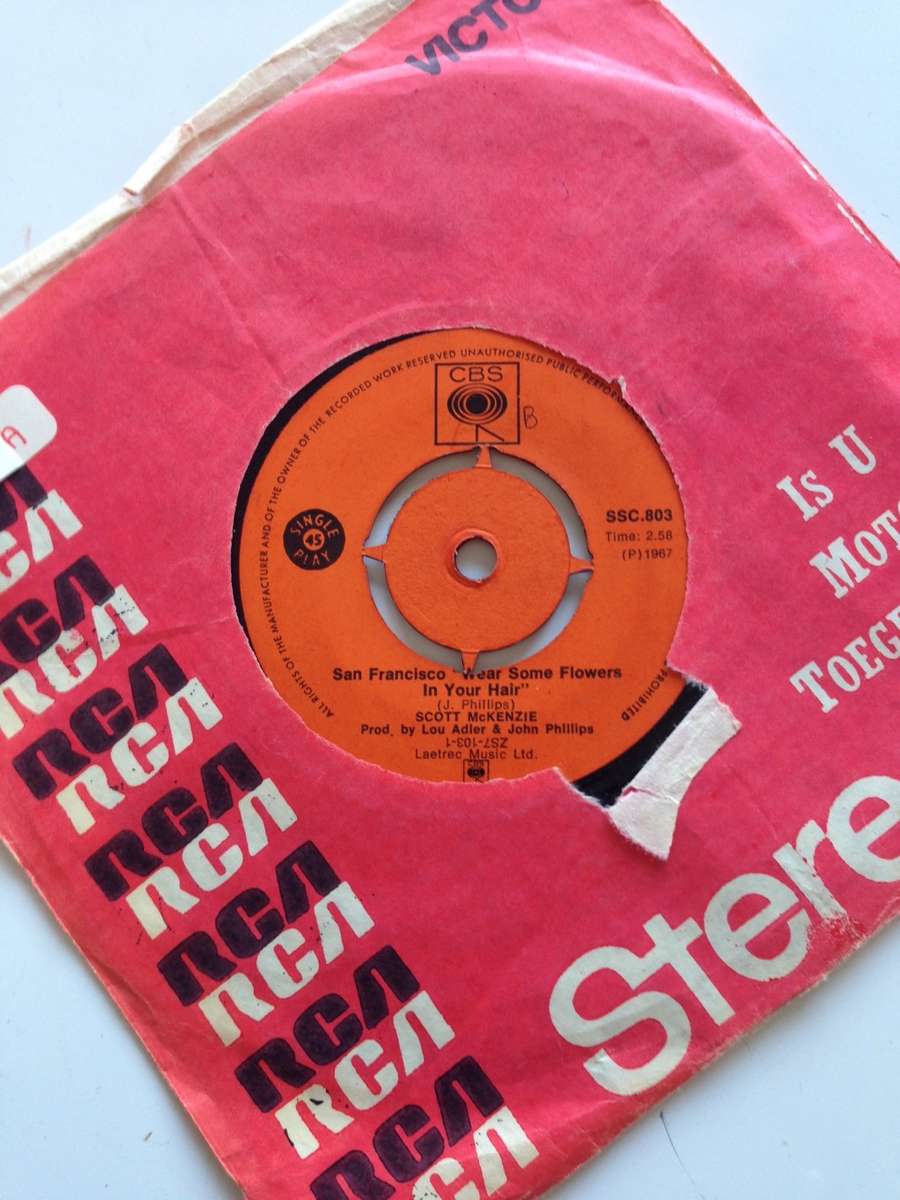 VICTO
ALL RIGHTS OF THE MANUFACTURER AND OF THE OWNER OF THE RECORDED WORK RESERVED UNAUTHORISED PUBLIC PERFOR
PROHIBITED
CBS
B
SINGLE
45
PLAY
SSC.803
Time: 2.58
(P)1967
San Francisco "Wear Some Flowers
In Your Hair"
(J. Phillips)
SCOTT McKENZIE
Prod. by Lou Adler & John Phillips
ZS7-103-1
Laetrec Music Ltd.
A
IS U
MOTO
TOEGE
Stere
RCA
RCA
RCA
RCA
RCA
RCA
RCA
RCA
RCA
RCA
RCA
RCA
RCA
RCA